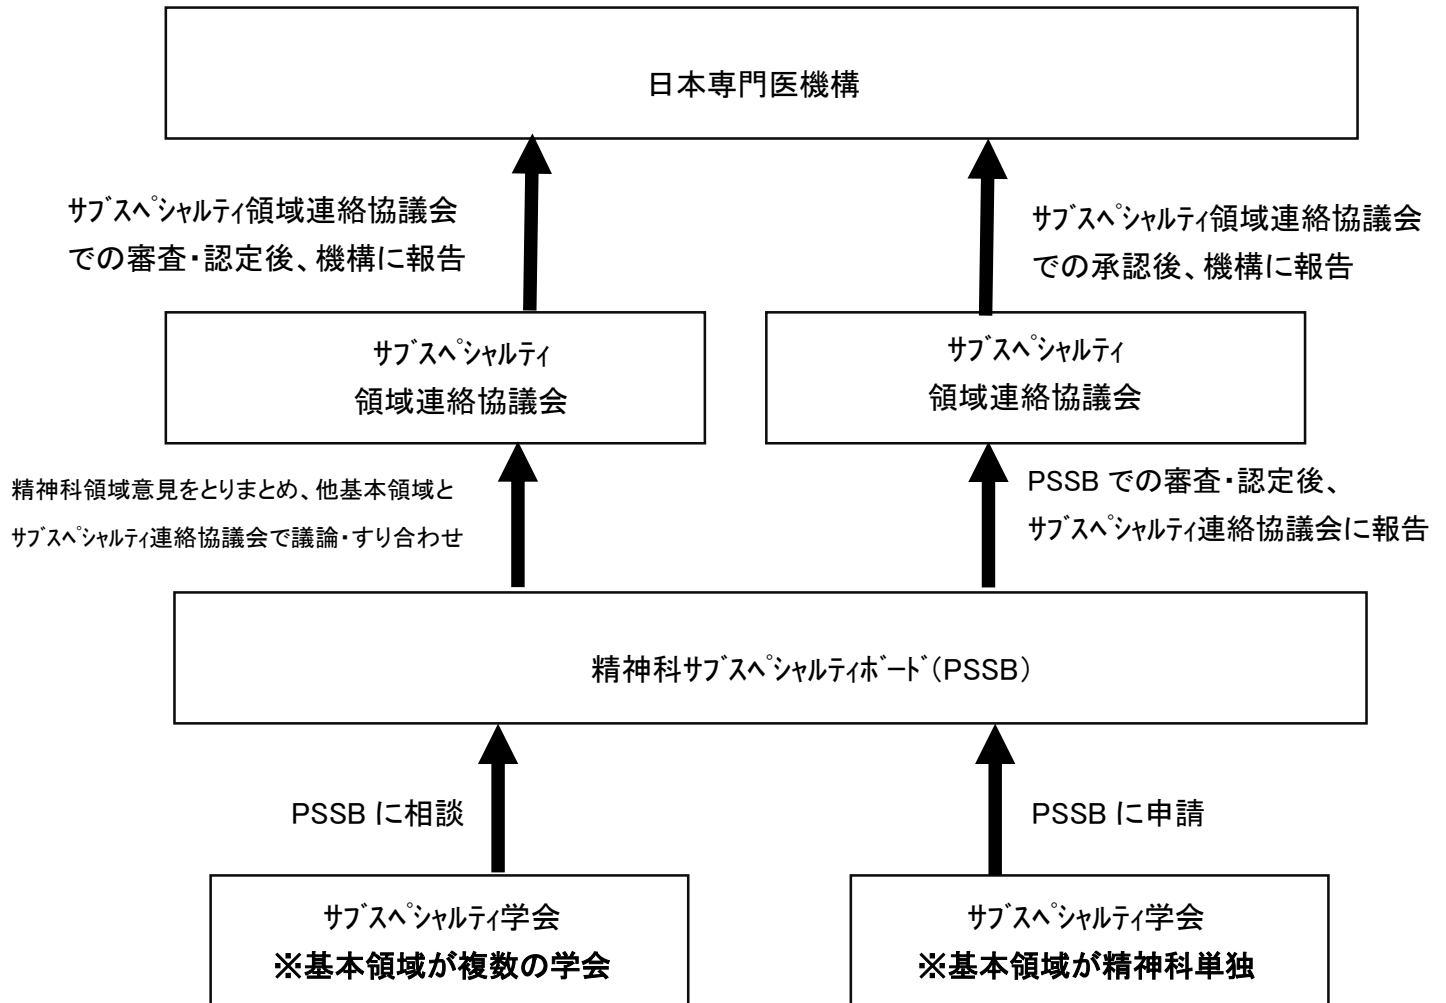 日本専門医機構
サブスペシャルティ領域連絡協議会
での審査・認定後、機構に報告
サブスペシャルティ領域連絡協議会
での承認後、機構に報告
サブスペシャルティ
領域連絡協議会
サブスペシャルティ
領域連絡協議会
精神科領域意見をとりまとめ、他基本領域と
サブスペシャルティ連絡協議会で議論・すり合わせ
PSSB での審査・認定後、
サブスペシャルティ連絡協議会に報告
精神科サブスペシャルティボード(PSSB)
PSSB に相談
PSSB に申請
サブスペシャルティ学会
※基本領域が複数の学会
サブスペシャルティ学会
※基本領域が精神科単独